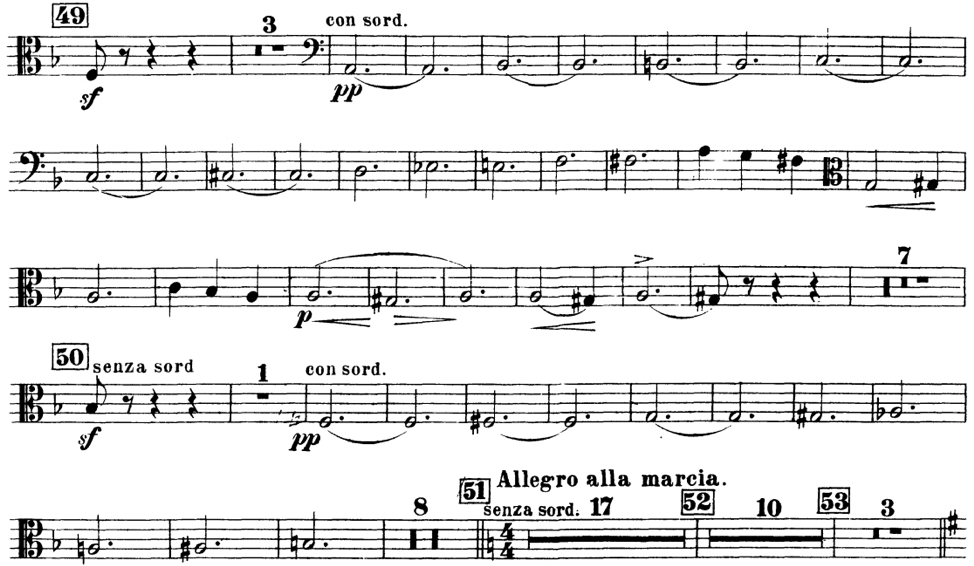 49 3 con sord.
sf pp
p 7
50 senza sord 1 con sord.
sf pp
8 51 Allegro alla marcia. 52 10 53 3
senza sord. 17
4
4